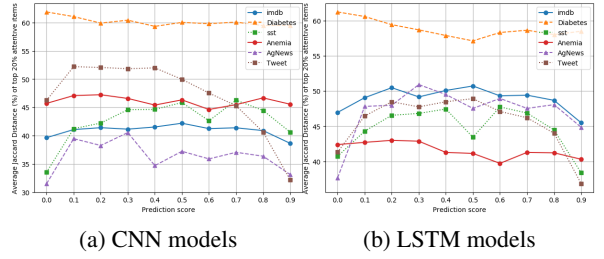 Average Jaccard Distance (%) of top 20% attentive items
60
55
50
45
40
35
30
0.0 0.1 0.2 0.3 0.4 0.5 0.6 0.7 0.8 0.9
Prediction score
imdb
Diabetes
sst
Anemia
AgNews
Tweet
(a) CNN models
Average Jaccard Distance (%) of top 20% attentive items
60
55
50
45
40
0.0 0.1 0.2 0.3 0.4 0.5 0.6 0.7 0.8 0.9
Prediction score
imdb
Diabetes
sst
Anemia
AgNews
Tweet
(b) LSTM models